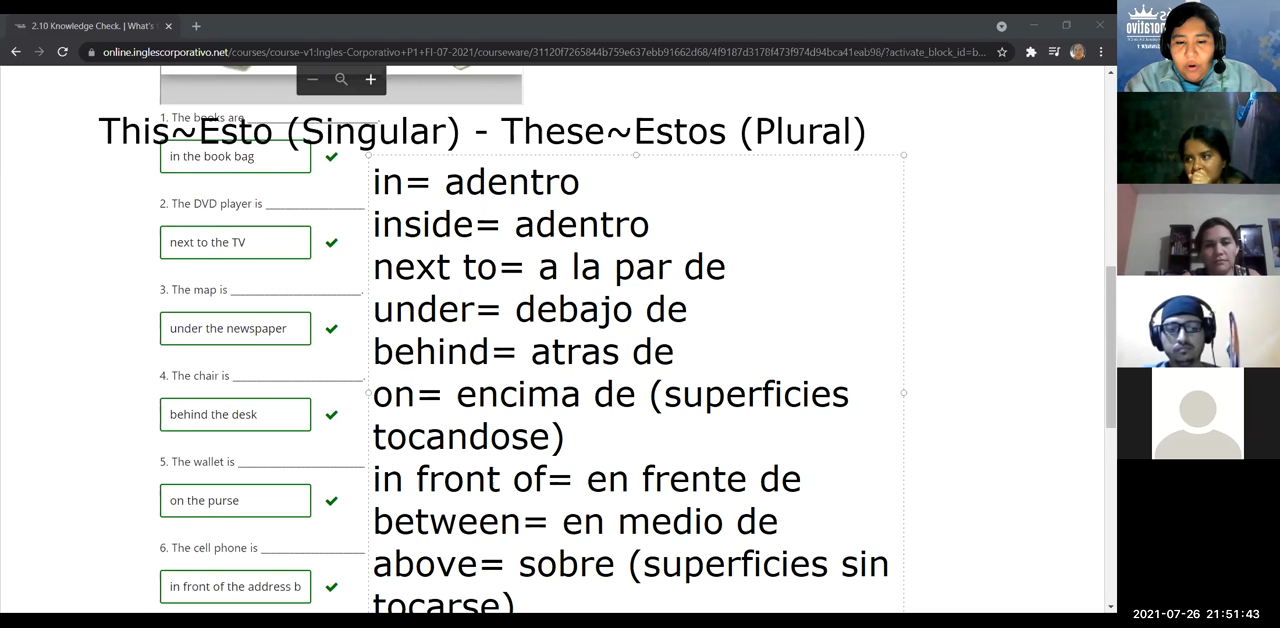 2.10 Knowledge Check. | What's
online.inglescorporativo.net/courses/course-v1:Ingles-Corporativo+P1+FI-07-2021/courseware/31120f7265844b759e637ebb91662d68/4f9187d3178f473f974d94bca41eab98/?activate_block_id=b...
1. The books are ____________________.
This~Esto (Singular) - These~Estos (Plural)
in the book bag
in= adentro
2. The DVD player is ________________
inside= adentro
next to the TV
next to= a la par de
3. The map is _____________________.
under= debajo de
under the newspaper
behind= atras de
4. The chair is _____________________.
on= encima de (superficies
behind the desk
tocandose)
5. The wallet is ____________________
in front of= en frente de
on the purse
between= en medio de
6. The cell phone is _________________
above= sobre (superficies sin
in front of the address b
tocarse)
2021-07-26 21:51:43